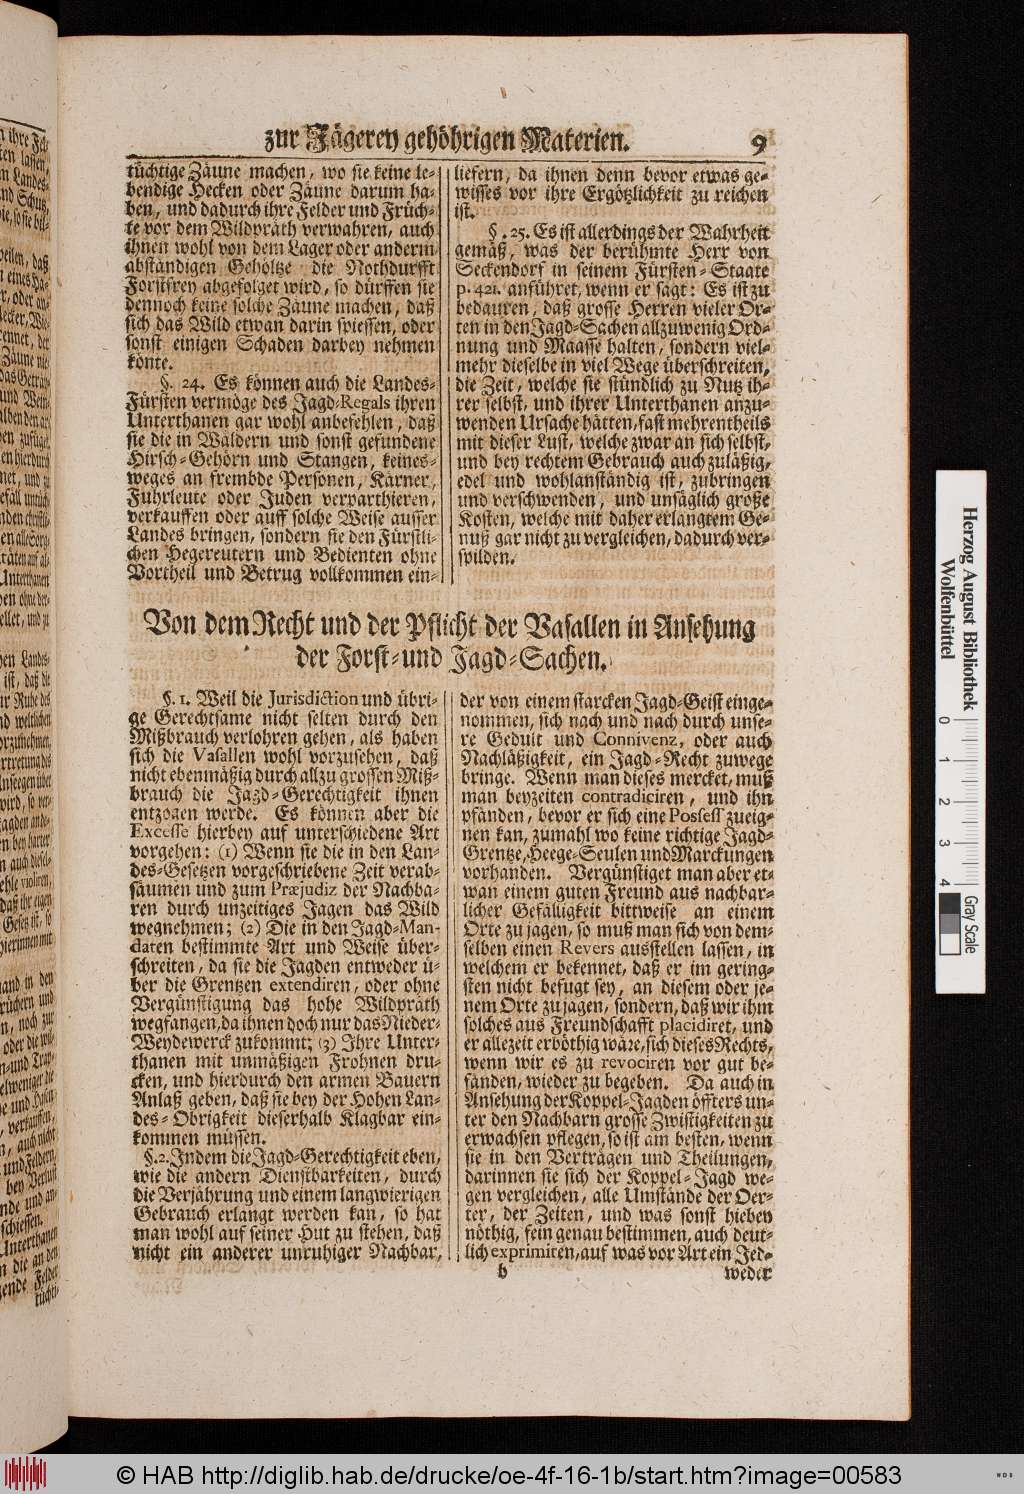 zur Jägerey gehöhrigen Materien. 9
tüchtige Zäune machen, wo sie keine le-
bendige Hecken oder Zäune darum ha-
ben, und dadurch ihre Felder und Früch-
te vor dem Wildpräth verwahren, auch
ihnen wohl von dem Lager oder anderm
abständigen Gehöltze die Nothdurfft
Forstfrey abgefolget wird, so dürffen sie
dennoch keine solche Zäune machen, daß
sich das Wild etwan darin spiessen, oder
sonst einigen Schaden darbey nehmen
könte.
§. 24. Es können auch die Landes-
Fürsten vermöge des Jagd-Regals ihren
Unterthanen gar wohl anbefehlen, daß
sie die in Wäldern und sonst gefundene
Hirsch-Gehörn und Stangen, keines-
weges an frembde Personen, Kärner,
Fuhrleute oder Juden verparthieren,
verkauffen oder auff solche Weise ausser
Landes bringen, sondern sie den Fürstli-
chen Hegereutern und Bedienten ohne
Vortheil und Betrug vollkommen ein-
liefern, da ihnen denn bevor etwas ge-
wisses vor ihre Ergötzlichkeit zu reichen
ist.
§. 25. Es ist allerdings der Wahrheit
gemäß, was der berühmte Herr von
Seckendorf in seinem Fürsten-Staate
p. 421. anführet, wenn er sagt: Es ist zu
bedauren, daß grosse Herren vieler Or-
ten in den Jagd-Sachen allzuwenig Ord-
nung und Maasse halten, sondern viel-
mehr dieselbe in viel Wege überschreiten,
die Zeit, welche sie stündlich zu Nutz ih-
rer selbst, und ihrer Unterthanen anzu-
wenden Ursache hätten, fast mehrentheils
mit dieser Lust, welche zwar an sich selbst,
und bey rechtem Gebrauch auch zuläßig,
edel und wohlanständig ist, zubringen
und verschwenden, und unsäglich große
Kosten, welche mit daher erlangtem Ge-
nuß gar nicht zu vergleichen, dadurch ver-
spilden.
Von dem Recht und der Pflicht der Vasallen in Ansehung
der Forst-und Jagd-Sachen.
§. 1. Weil die Jurisdiction und übri-
ge Gerechtsame nicht selten durch den
Mißbrauch verlohren gehen, als haben
sich die Vasallen wohl vorzusehen, daß
nicht ebenmäßig durch allzu grossen Miß-
brauch die Jagd-Gerechtigkeit ihnen
entzogen werde. Es können aber die
Excesse hierbey auf unterschiedene Art
vorgehen: (1) Wenn sie die in den Lan-
des-Gesetzen vorgeschriebene Zeit verab-
säumen und zum Præjudiz der Nachba-
ren durch unzeitiges Jagen das Wild
wegnehmen; (2) Die in den Jagd-Man-
daten bestimmte Art und Weise über-
schreiten, da sie die Jagden entweder ü-
ber die Grentzen extendiren, oder ohne
Vergünstigung das hohe Wildpräth
wegfangen, da ihnen doch nur das Nieder-
Weydewerck zukommt; (3) Ihre Unter-
thanen mit unmäßigen Frohnen dru-
cken, und hierdurch den armen Bauern
Anlaß geben, daß sie bey der Hohen Lan-
des-Obrigkeit dieserhalb Klagbar ein-
kommen müssen.
§. 2. Indem die Jagd-Gerechtigkeit eben,
wie die andern Dienstbarkeiten, durch
die Verjährung und einem langwierigen
Gebrauch erlangt werden kan, so hat
man wohl auf seiner Hut zu stehen, daß
nicht ein anderer unruhiger Nachbar,
der von einem starcken Jagd-Geist einge-
nommen, sich nach und nach durch unse-
re Gedult und Connivenz, oder auch
Nachläßigkeit, ein Jagd-Recht zuwege
bringe. Wenn man dieses mercket, muß
man beyzeiten contradiciren, und ihn
pfänden, bevor er sich eine Possess zueig-
nen kan, zumahl wo keine richtige Jagd-
Grentze, Heege-Seulen und Marckungen
vorhanden. Vergünstiget man aber et-
wan einem guten Freund aus nachbar-
licher Gefälligkeit bittweise an einem
Orte zu jagen, so muß man sich von dem-
selben einen Revers ausstellen lassen, in
welchem er bekennet, daß er im gering-
sten nicht befugt sey, an diesem oder je-
nem Orte zu jagen, sondern, daß wir ihm
solches aus Freundschafft placidiret, und
er allezeit erböthig wäre, sich dieses Rechts,
wenn wir es zu revociren vor gut be-
fänden, wieder zu begeben. Da auch in
Ansehung der Koppel-Jagden öffters un-
ter den Nachbarn grosse Zwistigkeiten zu
erwachsen pflegen, so ist am besten, wenn
sie in den Verträgen und Theilungen,
darinnen sie sich der Koppel-Jagd we-
gen vergleichen, alle Umstände der Oer-
ter, der Zeiten, und was sonst hiebey
nöthig, fein genau bestimmen, auch deut-
lich exprimiren, auf was vor Art ein Jed-
b weder
Herzog August Bibliothek
Wolfenbüttel
0 1 2 3 4
Gray Scale
© HAB http://diglib.hab.de/drucke/oe-4f-16-1b/start.htm?image=00583